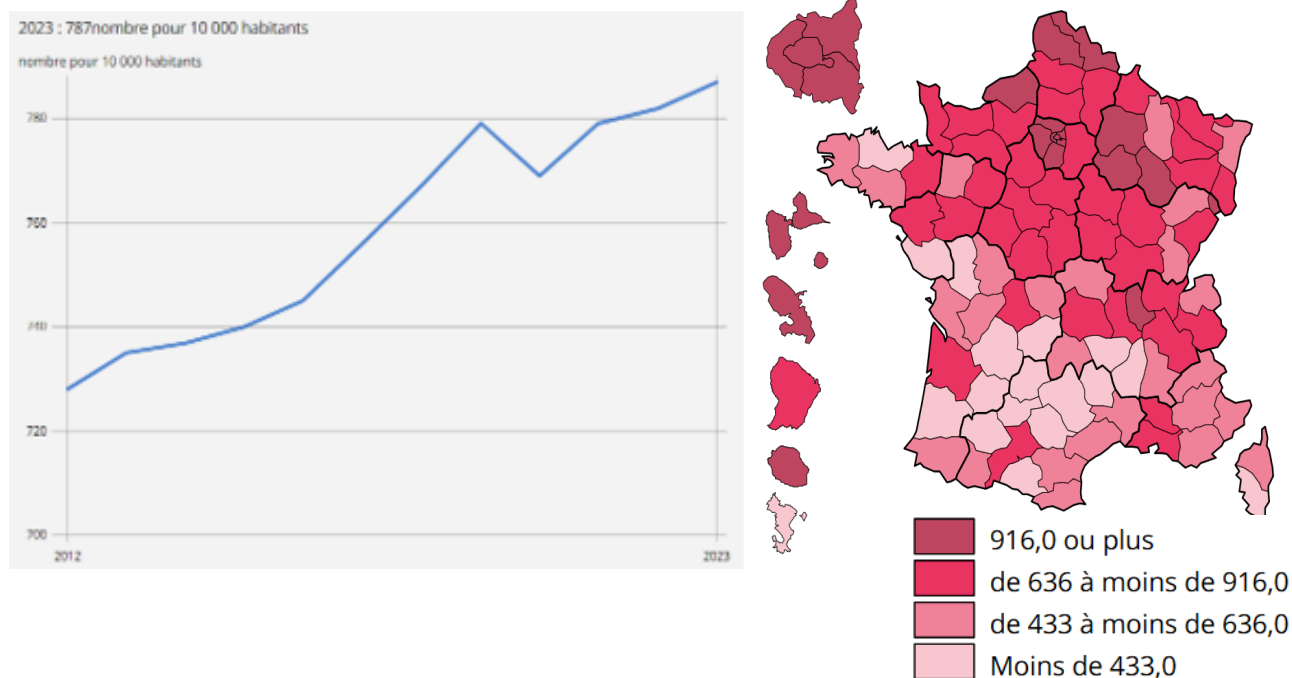 2023 : 787nombre pour 10 000 habitants
nombre pour 10 000 habitants
780
760
740
720
700
2012
2023
916,0 ou plus
de 636 à moins de 916,0
de 433 à moins de 636,0
Moins de 433,0